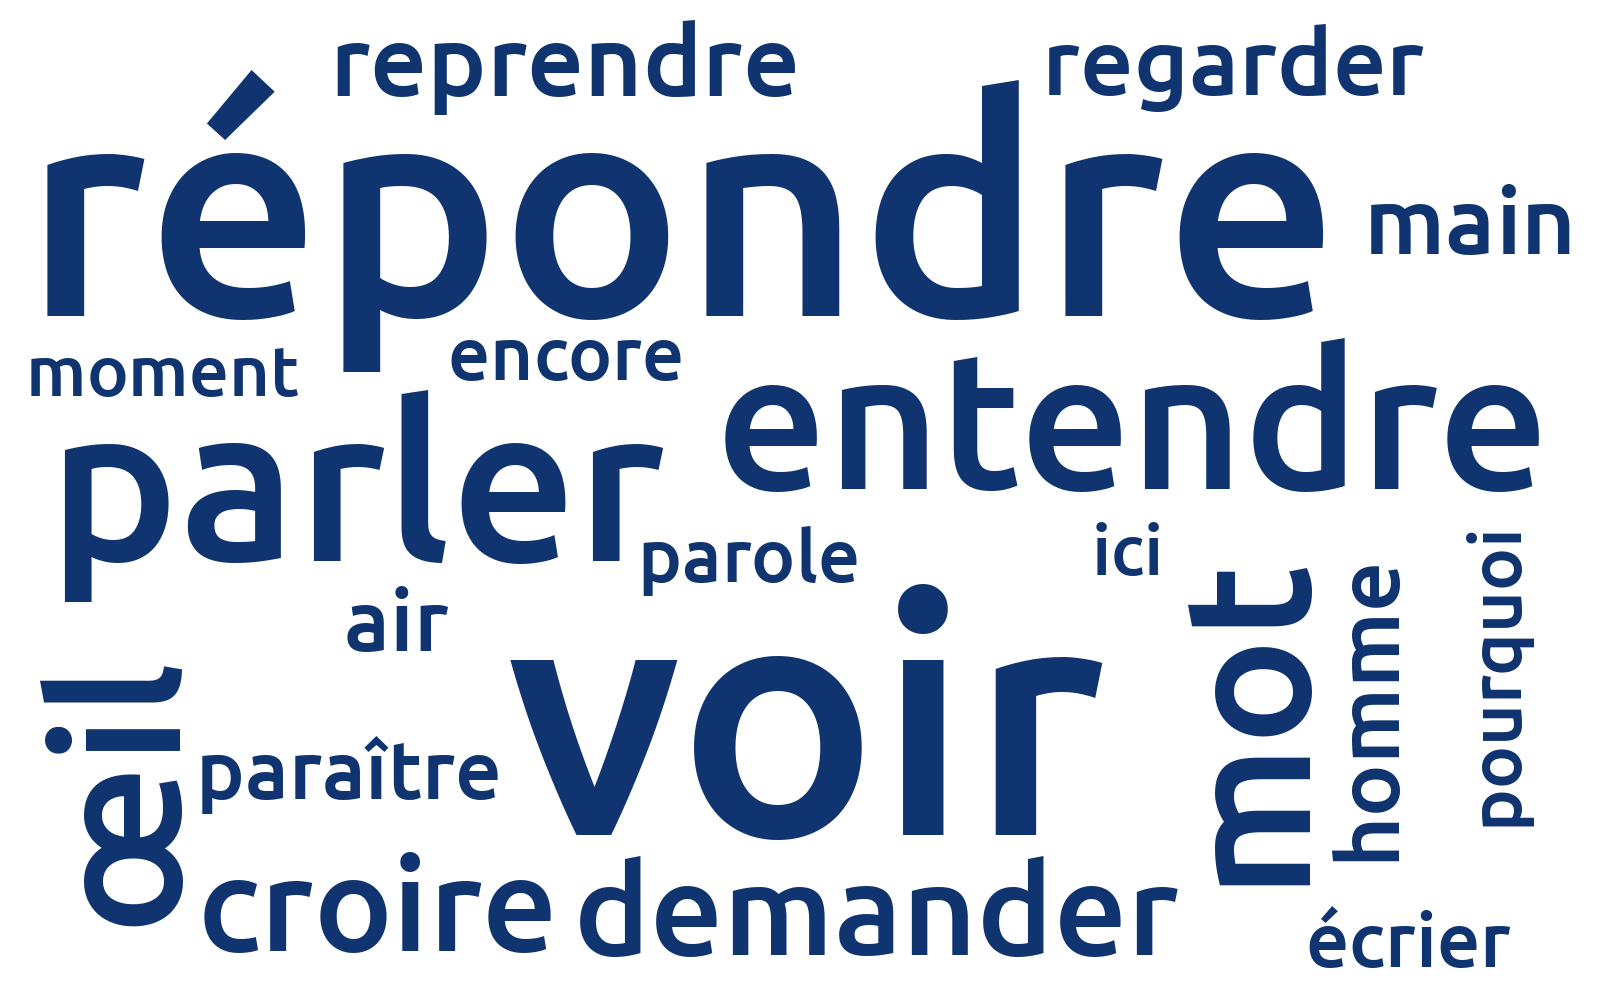 reprendre
regarder
répondre
main
moment
encore
entendre
parler
parole
ici
pourquoi
homme
mot
air
voir
œil
paraître
croire
demander
écrier